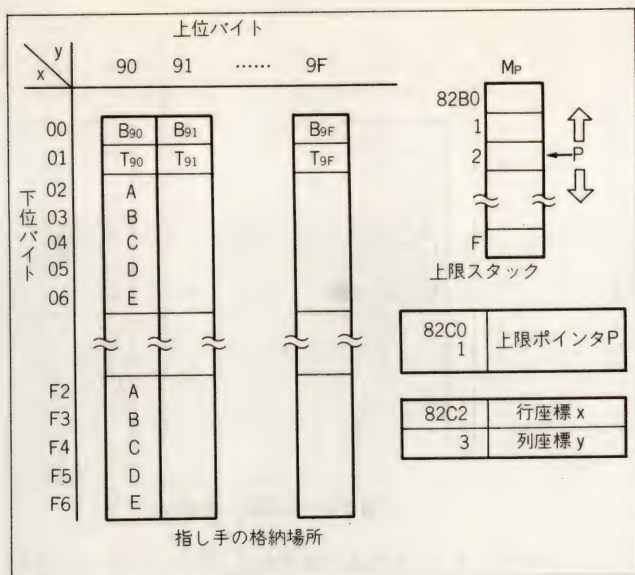 上位バイト
y
x
90 91 …… 9F
00 B90 B91 B9F
01 T90 T91 T9F
下位バイト
02 A
03 B
04 C
05 D
06 E
F2 A
F3 B
F4 C
F5 D
F6 E
指し手の格納場所
MP
82B0
1
2 P
F
上限スタック
82C0 上限ポインタP
1
82C2 行座標 x
3 列座標 y